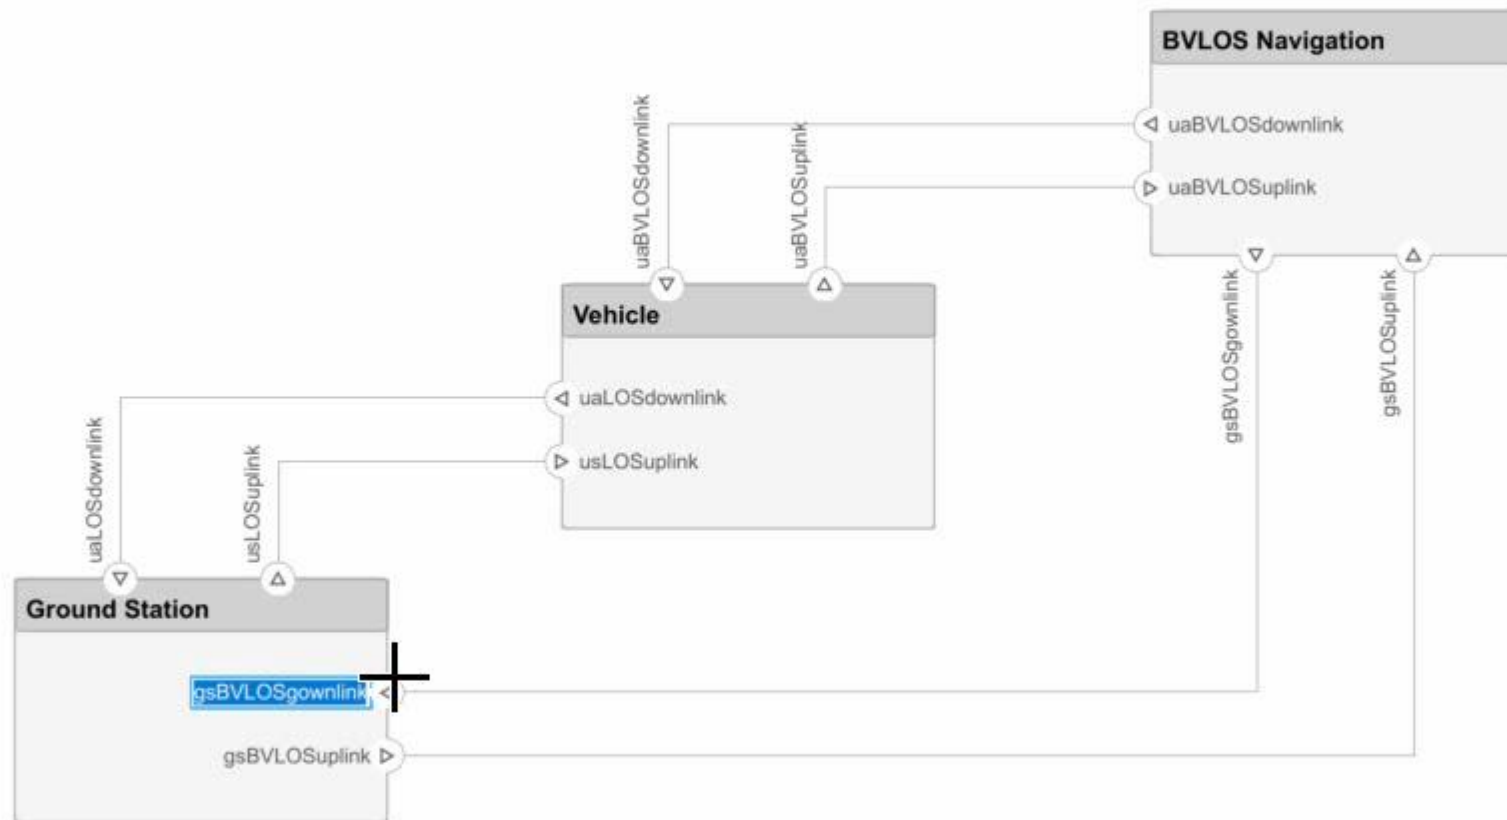 BVLOS Navigation
uaBVLOSdownlink
uaBVLOSuplink
uaBVLOSdownlink
uaBVLOSuplink
gsBVLOSgownlink
gsBVLOSuplink
Vehicle
uaLOSdownlink
usLOSuplink
uaLOSdownlink
usLOSuplink
Ground Station
gsBVLOSgownlink
gsBVLOSuplink